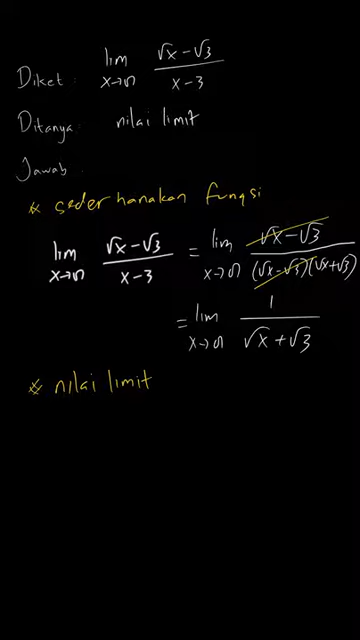 Diket : lim x→∞ (√x − √3)/(x − 3)
Ditanya : nilai limit
Jawab :
* sederhanakan fungsi
lim x→∞ (√x − √3)/(x − 3) = lim x→∞ (√x − √3)/((√x − √3)(√x + √3))
= lim x→∞ 1/(√x + √3)
* nilai limit